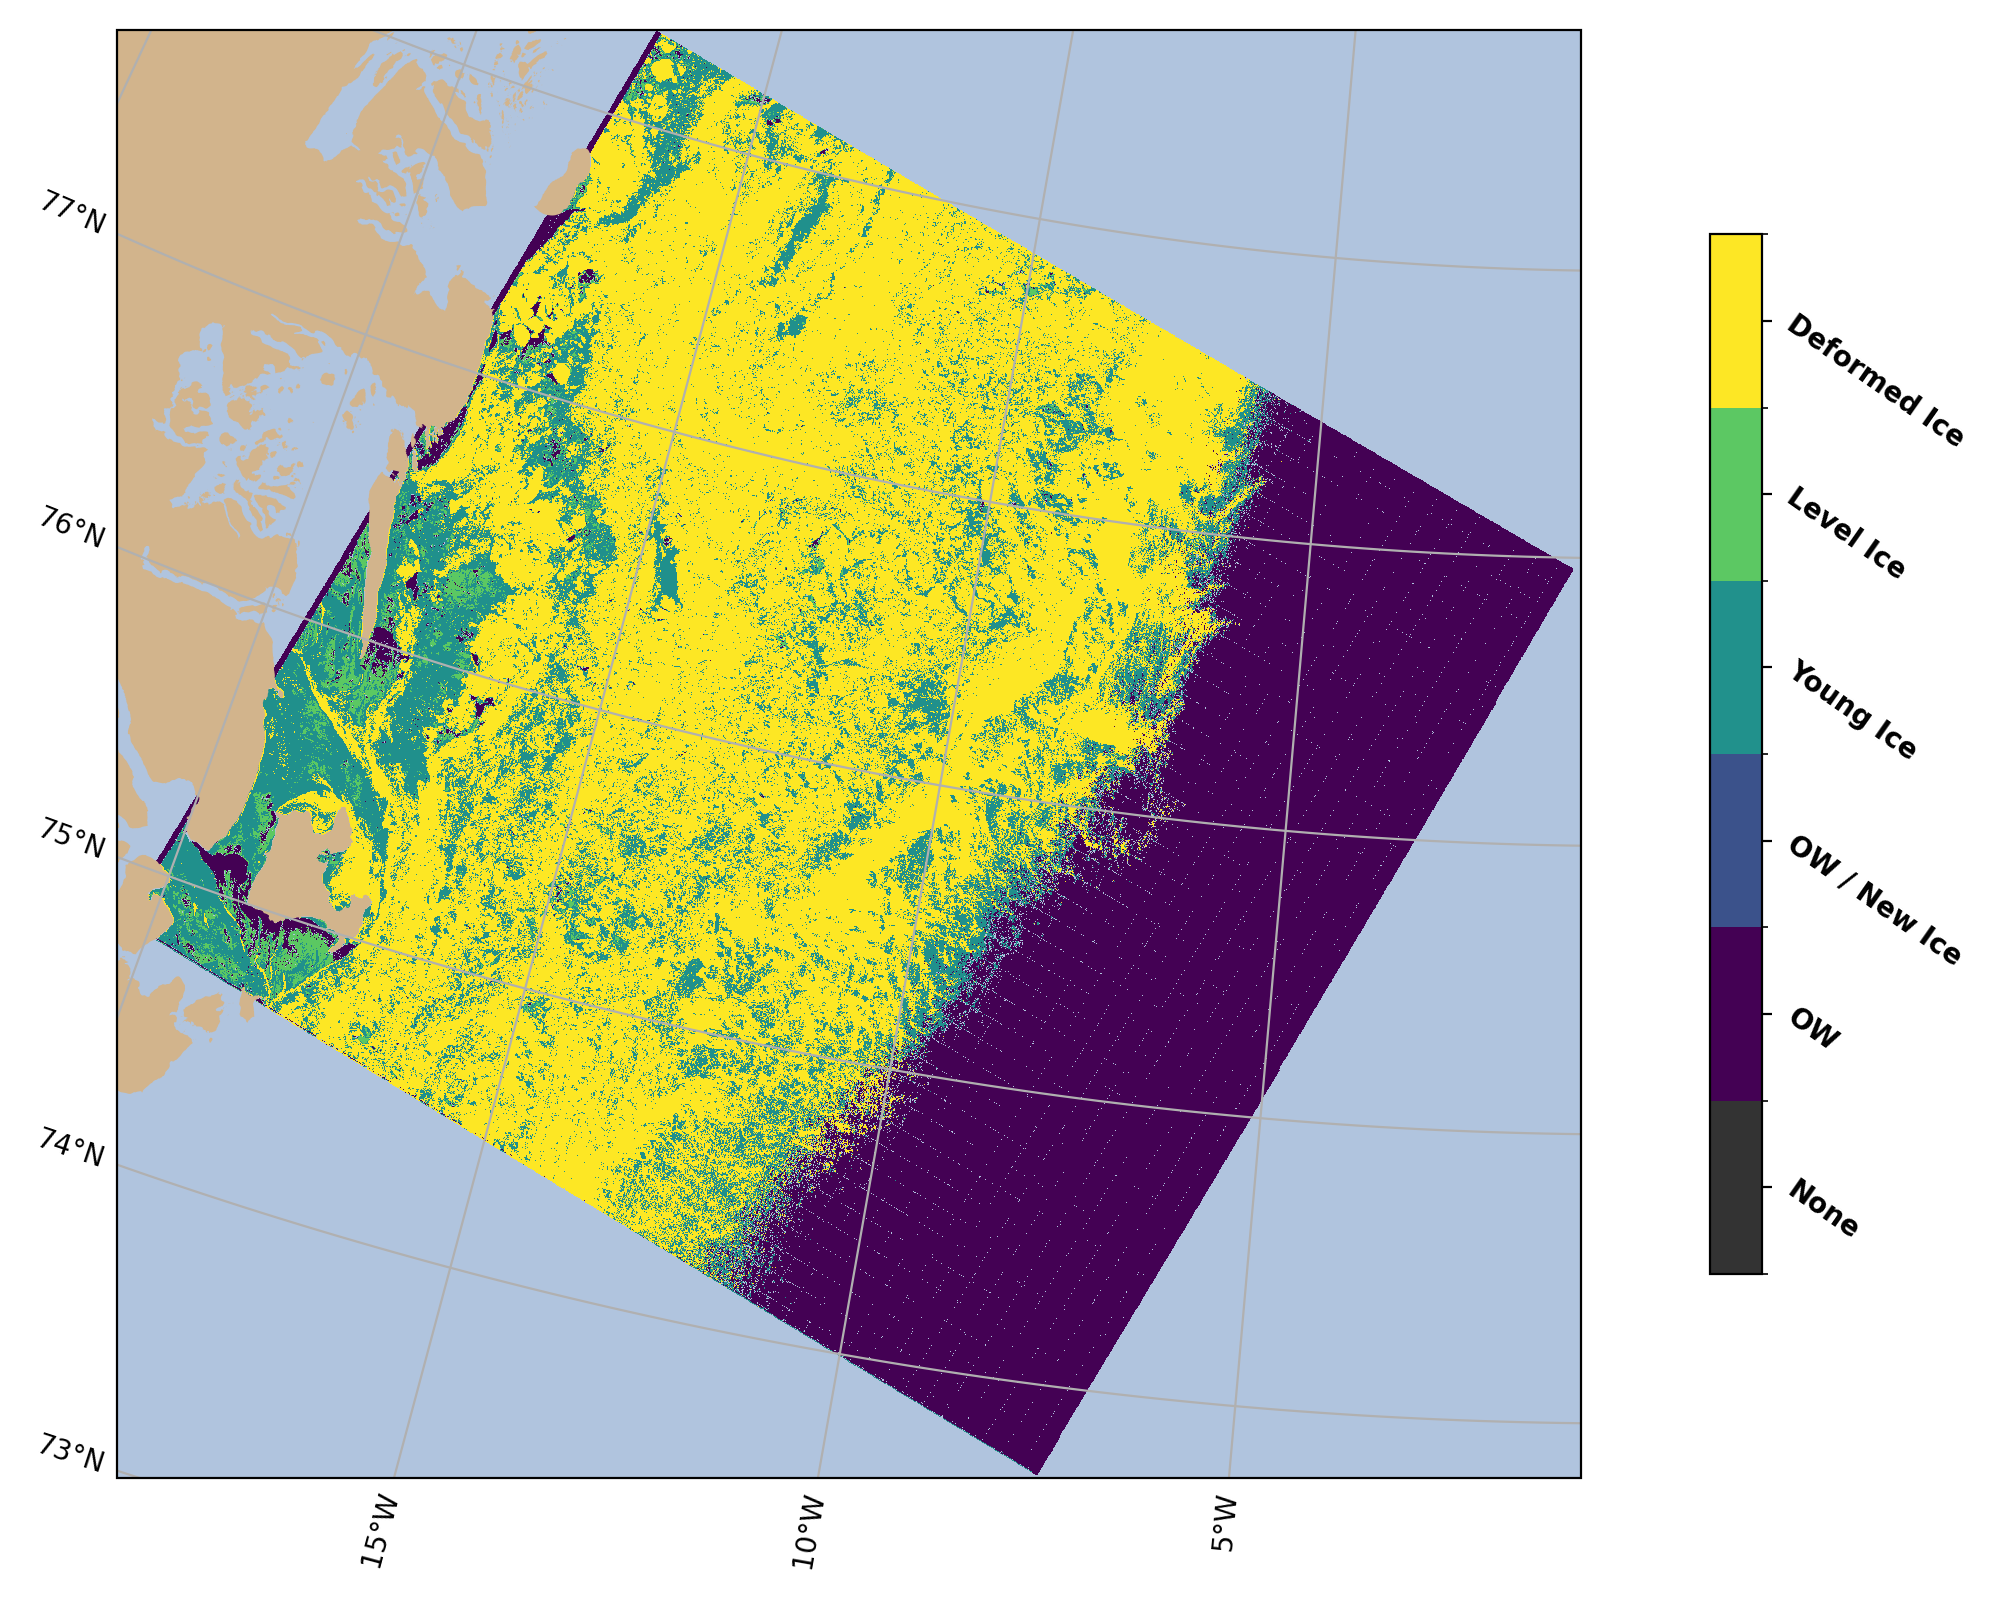 77°N
76°N
75°N
74°N
73°N
15°W
10°W
5°W
Deformed Ice
Level Ice
Young Ice
OW / New Ice
OW
None